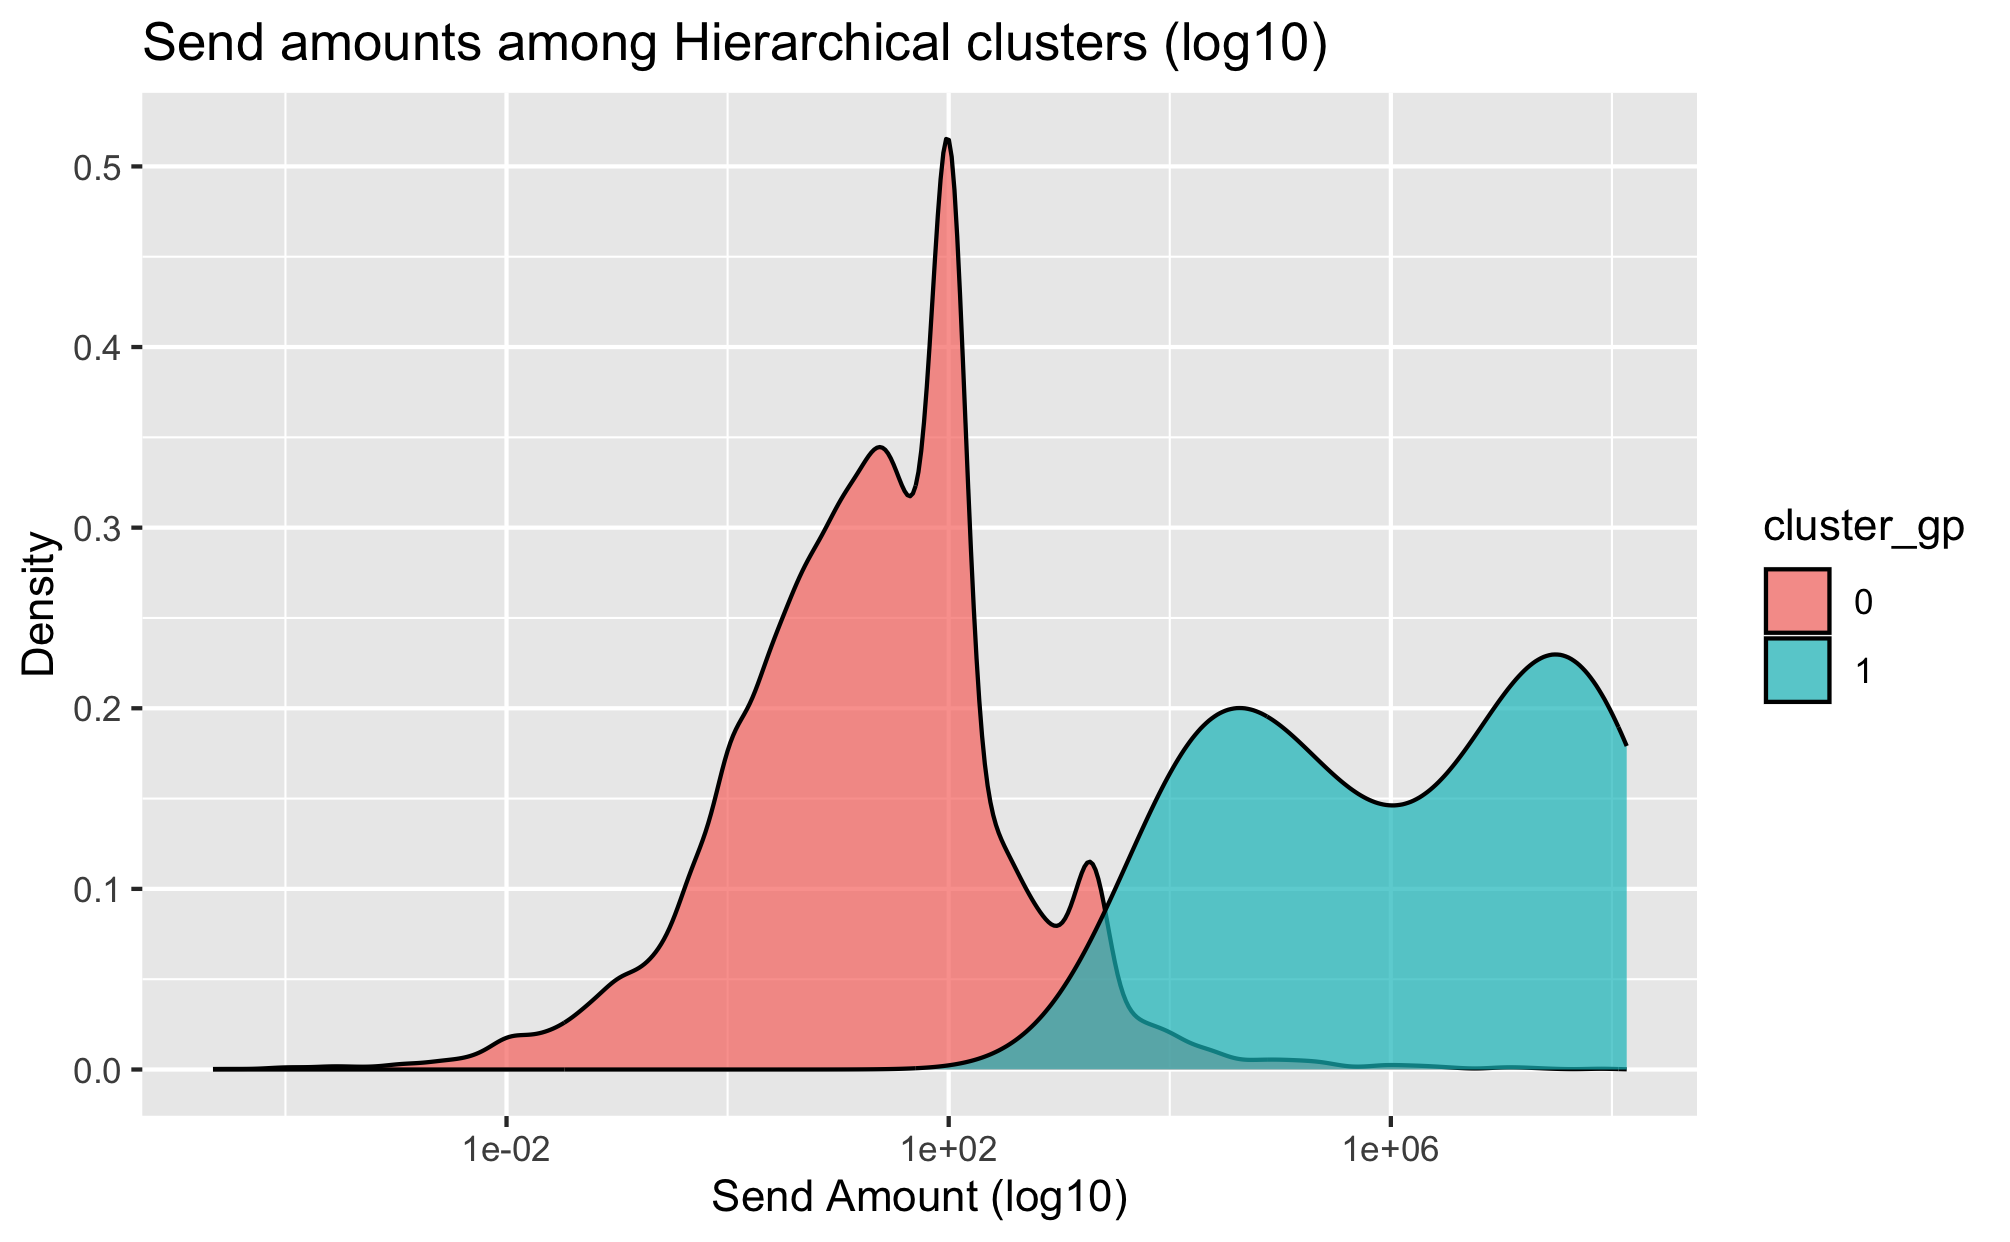 Send amounts among Hierarchical clusters (log10)
0.5
0.4
0.3
0.2
0.1
0.0
Density
1e-02
1e+02
1e+06
Send Amount (log10)
cluster_gp
0
1